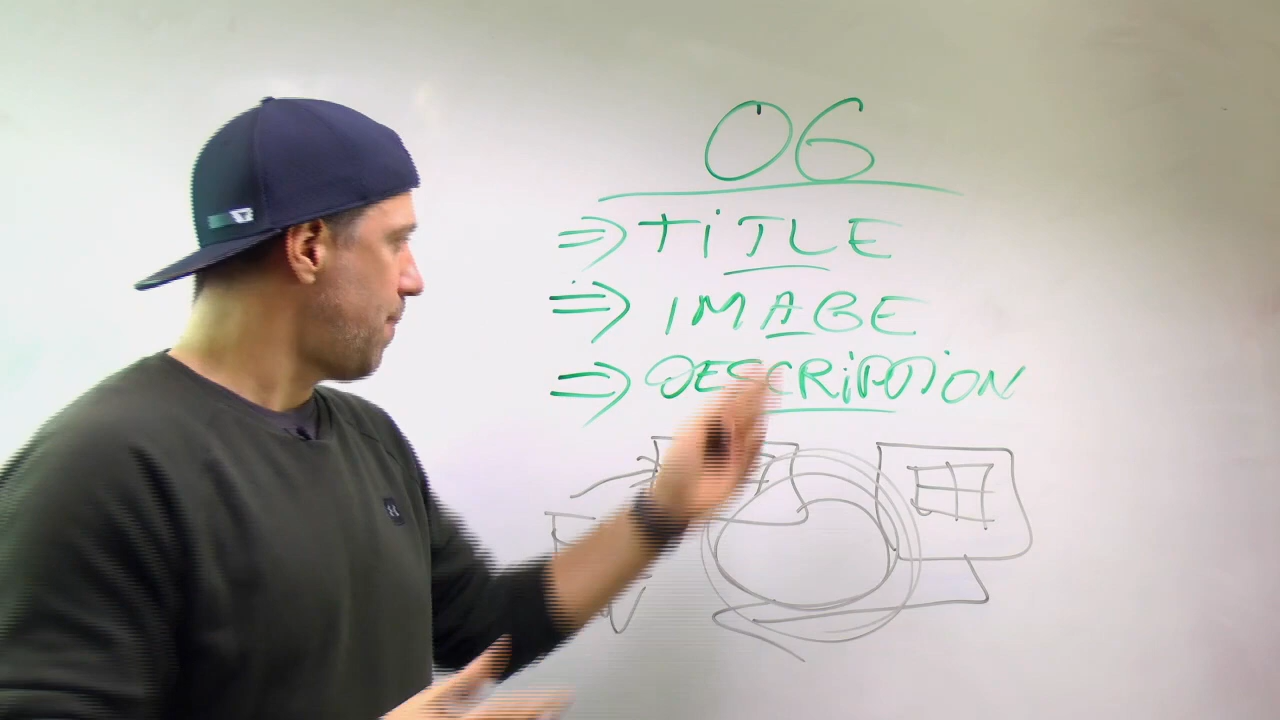 OG
⇒ TiTLE
⇒ IMAGE
⇒ DESCRiPTiON